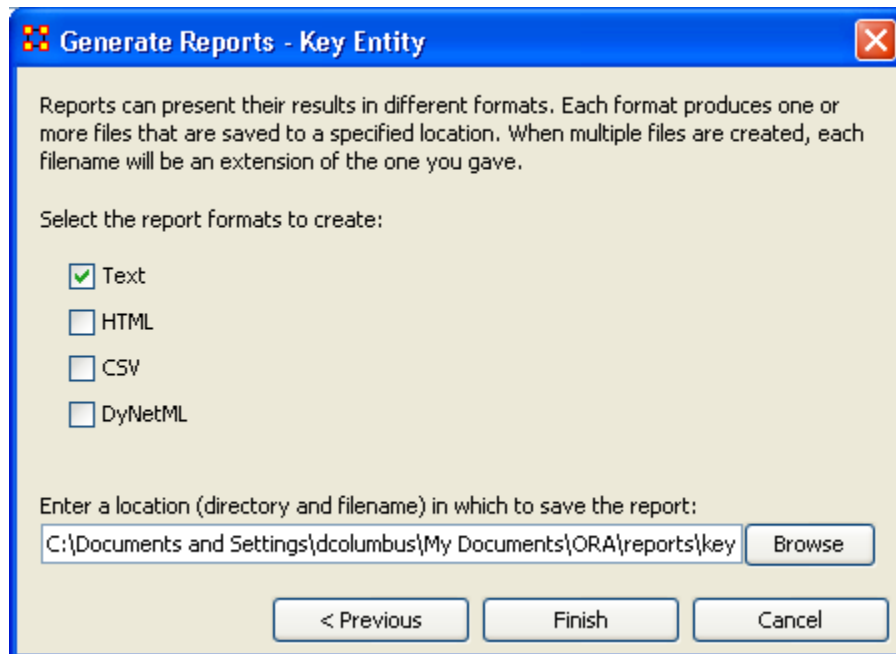 Generate Reports - Key Entity
Reports can present their results in different formats. Each format produces one or
more files that are saved to a specified location. When multiple files are created, each
filename will be an extension of the one you gave.
Select the report formats to create:
Text
HTML
CSV
DyNetML
Enter a location (directory and filename) in which to save the report:
C:\Documents and Settings\dcolumbus\My Documents\ORA\reports\key
Browse
< Previous
Finish
Cancel